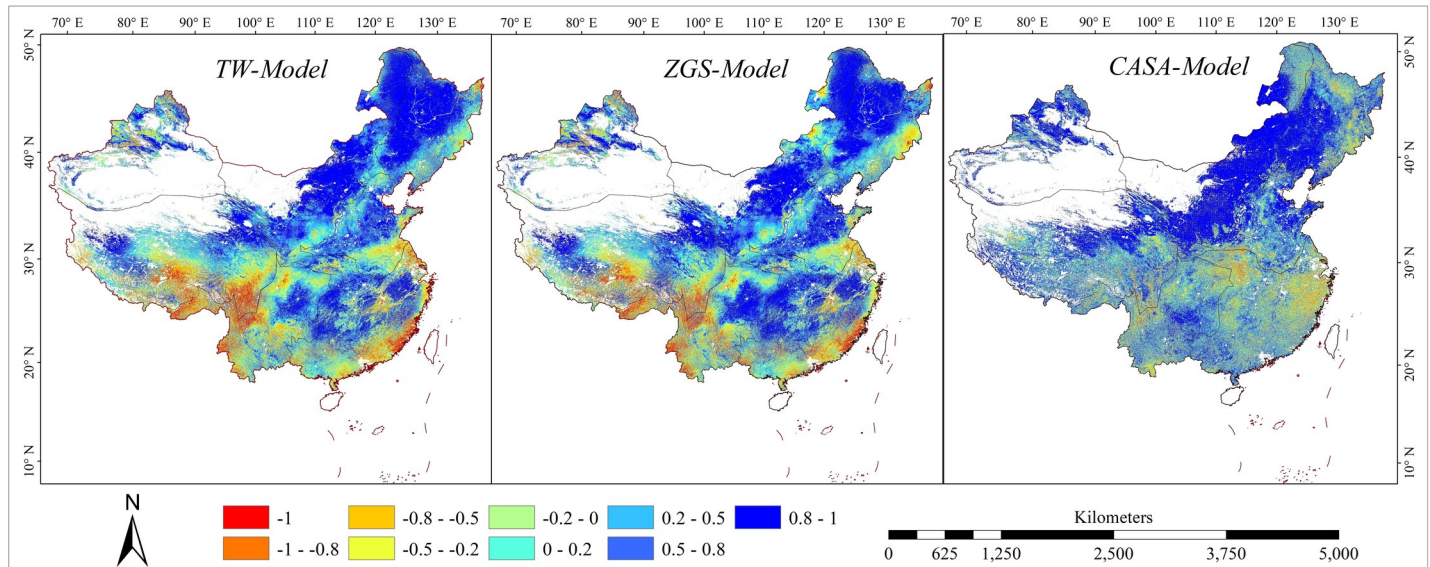 70° E 80° E 90° E 100° E 110° E 120° E 130° E 70° E 80° E 90° E 100° E 110° E 120° E 130° E 70° E 80° E 90° E 100° E 110° E 120° E 130° E
TW-Model ZGS-Model CASA-Model
50° N 50° N
40° N 40° N
30° N 30° N
20° N 20° N
10° N 10° N
N
-1 -0.8 - -0.5 -0.2 - 0 0.2 - 0.5 0.8 - 1
-1 - -0.8 -0.5 - -0.2 0 - 0.2 0.5 - 0.8
Kilometers
0 625 1,250 2,500 3,750 5,000